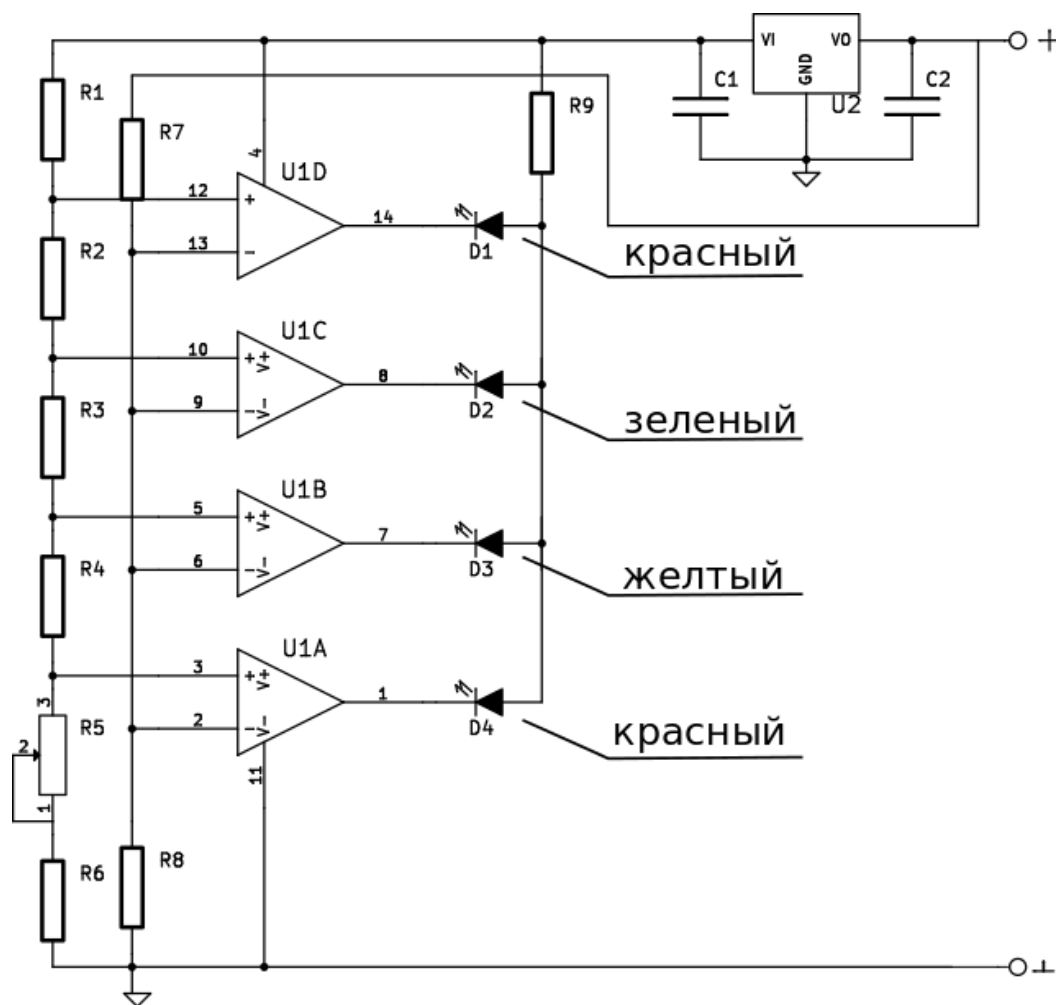 VI VO
GND
U2
C1
C2
+
R1
R7
R9
4
U1D
12 +
13 −
14
D1
красный
R2
U1C
10 + V+
9 − V−
8
D2
зеленый
R3
U1B
5 + V+
6 − V−
7
D3
желтый
R4
U1A
3 + V+
2 − V−
1
D4
красный
3
R5
2
1
11
R6
R8